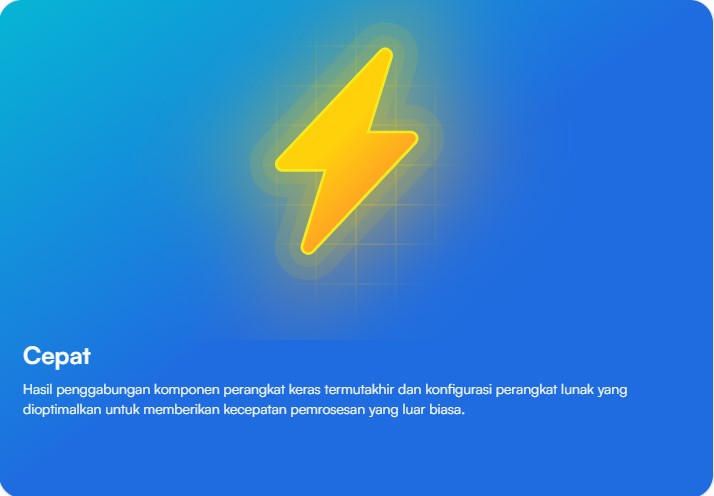 Cepat
Hasil penggabungan komponen perangkat keras termutakhir dan konfigurasi perangkat lunak yang
dioptimalkan untuk memberikan kecepatan pemrosesan yang luar biasa.